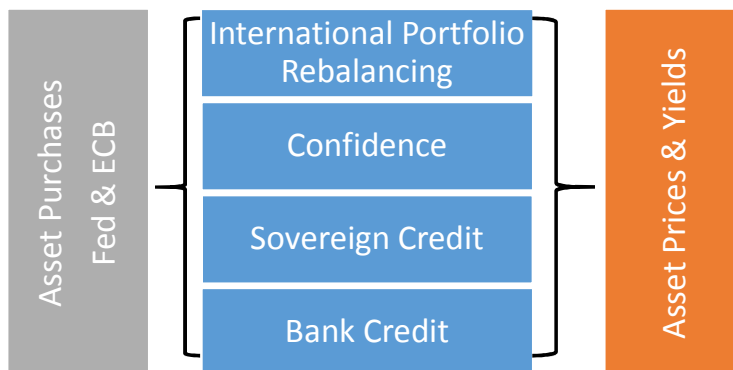 Asset Purchases
Fed & ECB
International Portfolio
Rebalancing
Confidence
Sovereign Credit
Bank Credit
Asset Prices & Yields